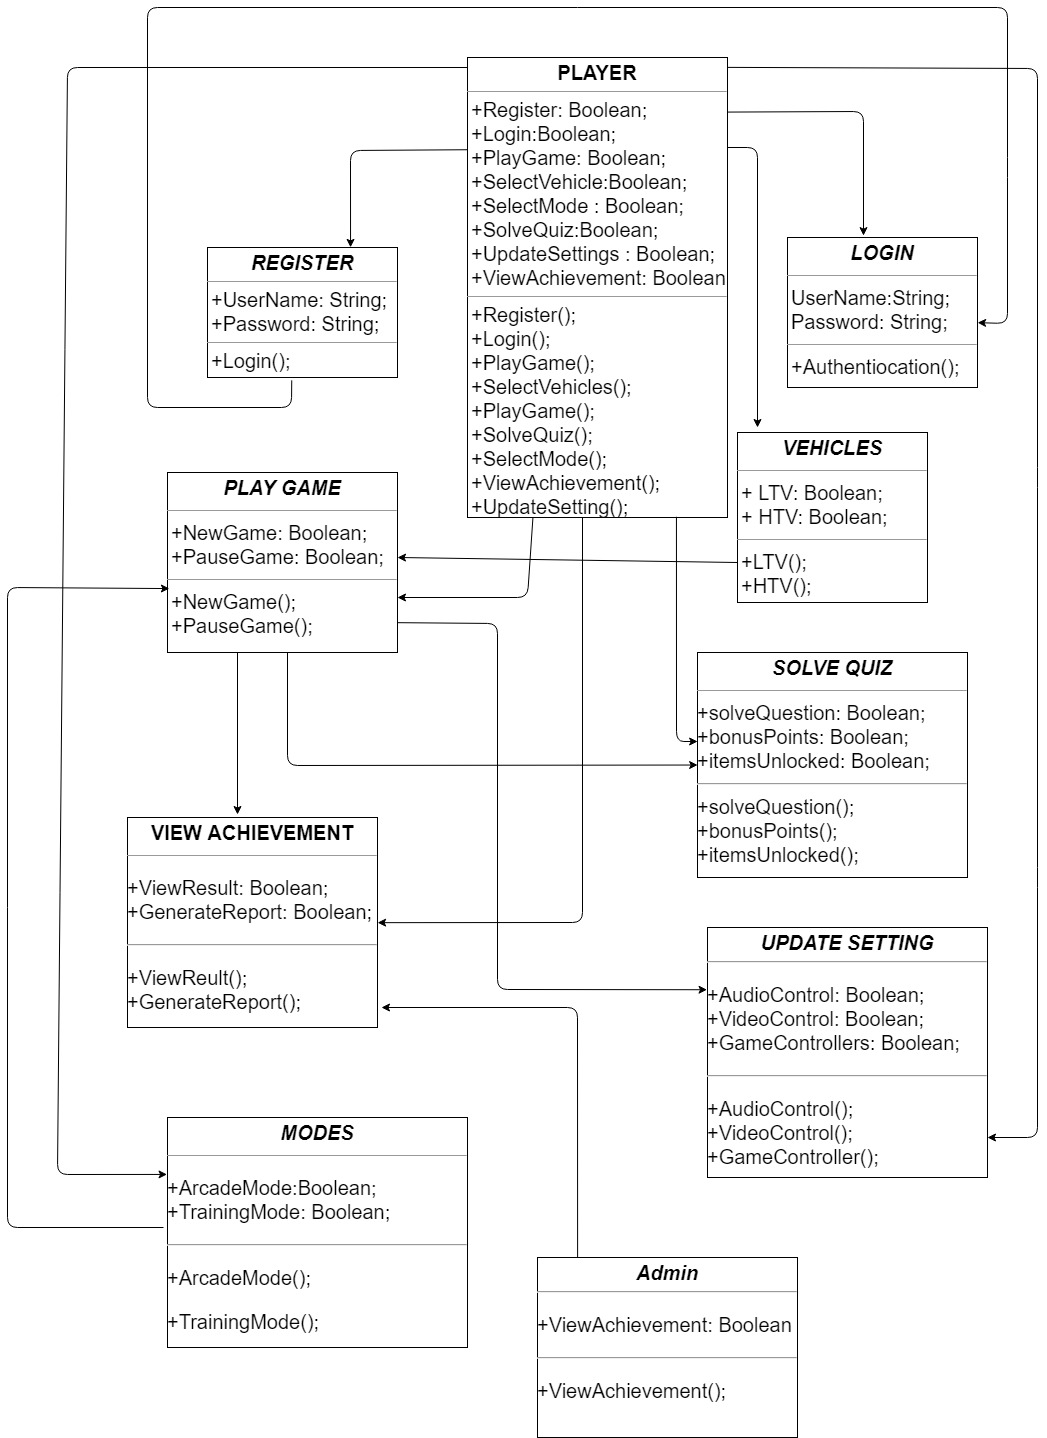 PLAYER
+Register: Boolean;
+Login:Boolean;
+PlayGame: Boolean;
+SelectVehicle:Boolean;
+SelectMode : Boolean;
+SolveQuiz:Boolean;
+UpdateSettings : Boolean;
+ViewAchievement: Boolean
+Register();
+Login();
+PlayGame();
+SelectVehicles();
+PlayGame();
+SolveQuiz();
+SelectMode();
+ViewAchievement();
+UpdateSetting();
REGISTER
+UserName: String;
+Password: String;
+Login();
LOGIN
UserName:String;
Password: String;
+Authentiocation();
VEHICLES
+ LTV: Boolean;
+ HTV: Boolean;
+LTV();
+HTV();
PLAY GAME
+NewGame: Boolean;
+PauseGame: Boolean;
+NewGame();
+PauseGame();
SOLVE QUIZ
+solveQuestion: Boolean;
+bonusPoints: Boolean;
+itemsUnlocked: Boolean;
+solveQuestion();
+bonusPoints();
+itemsUnlocked();
VIEW ACHIEVEMENT
+ViewResult: Boolean;
+GenerateReport: Boolean;
+ViewReult();
+GenerateReport();
UPDATE SETTING
+AudioControl: Boolean;
+VideoControl: Boolean;
+GameControllers: Boolean;
+AudioControl();
+VideoControl();
+GameController();
MODES
+ArcadeMode:Boolean;
+TrainingMode: Boolean;
+ArcadeMode();
+TrainingMode();
Admin
+ViewAchievement: Boolean
+ViewAchievement();